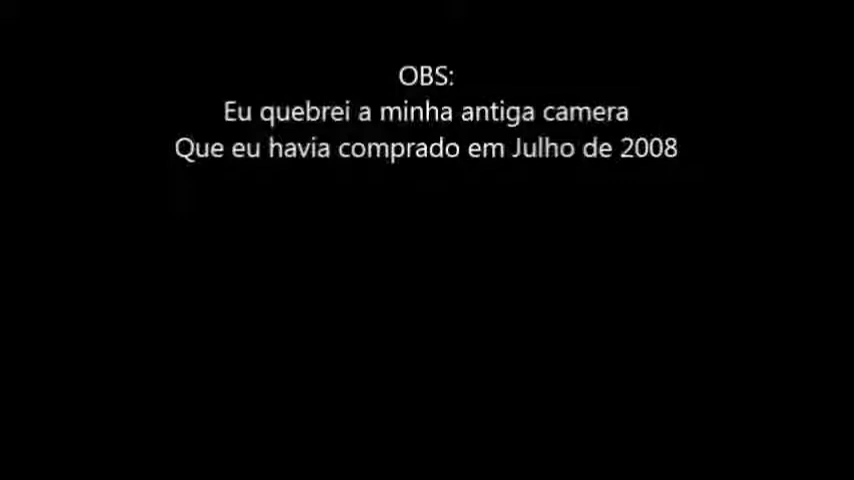 OBS:
Eu quebrei a minha antiga camera
Que eu havia comprado em Julho de 2008